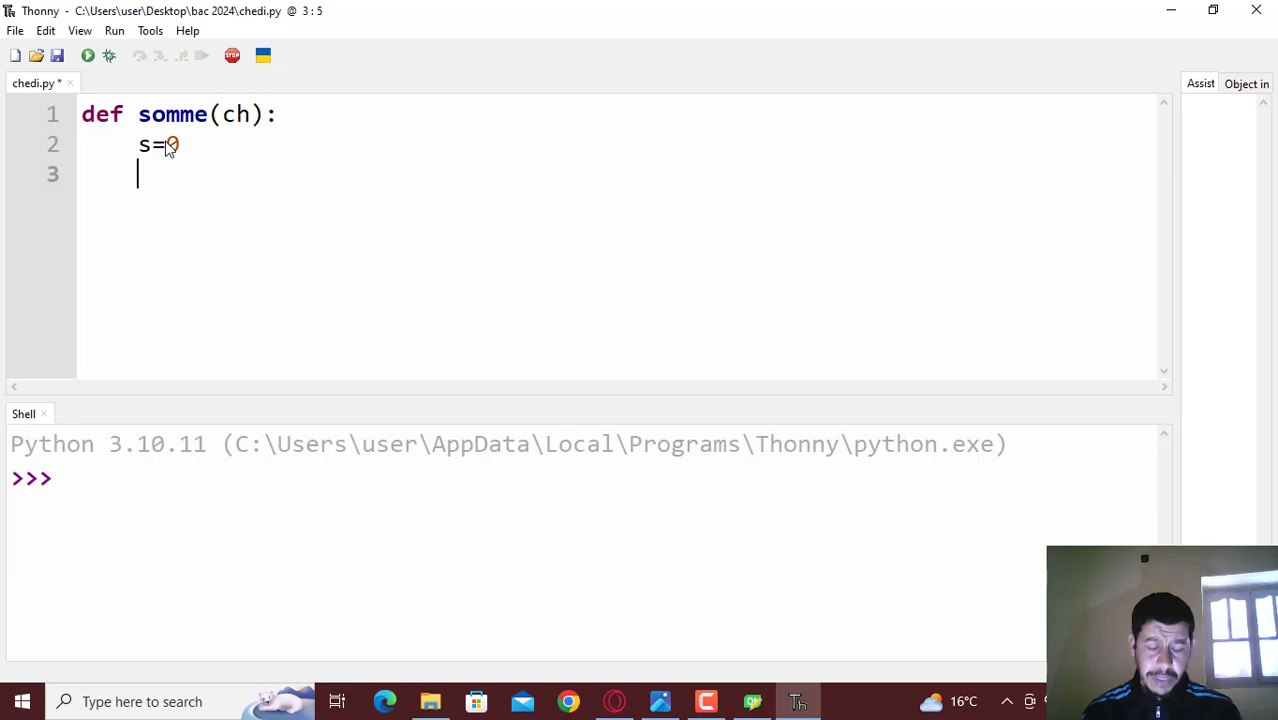 Thonny - C:\Users\user\Desktop\bac 2024\chedi.py @ 3 : 5
File Edit View Run Tools Help
chedi.py *
Assist
Object in
1 def somme(ch):
2 s=0
3
Shell
Python 3.10.11 (C:\Users\user\AppData\Local\Programs\Thonny\python.exe)
>>>
Type here to search
Th
16°C